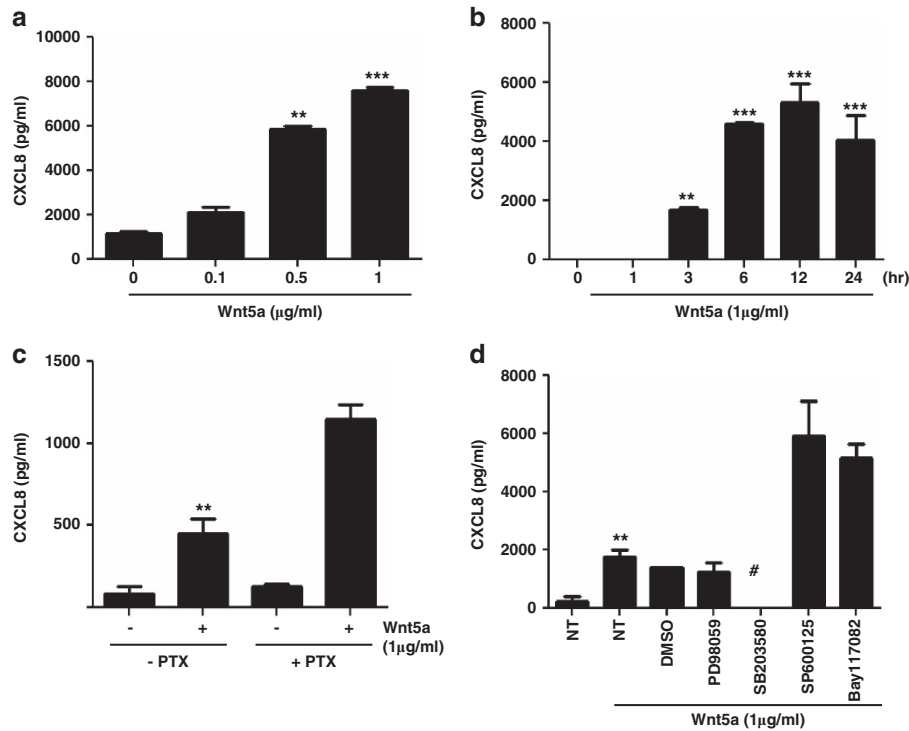 a
10000
8000
6000
4000
2000
0
CXCL8 (pg/ml)
**
***
0 0.1 0.5 1
Wnt5a (µg/ml)
b
8000
6000
4000
2000
0
CXCL8 (pg/ml)
**
***
***
***
0 1 3 6 12 24 (hr)
Wnt5a (1µg/ml)
c
1500
1000
500
0
CXCL8 (pg/ml)
**
- + - + Wnt5a
(1µg/ml)
- PTX + PTX
d
8000
6000
4000
2000
0
CXCL8 (pg/ml)
**
#
NT
NT
DMSO
PD98059
SB203580
SP600125
Bay117082
Wnt5a (1µg/ml)